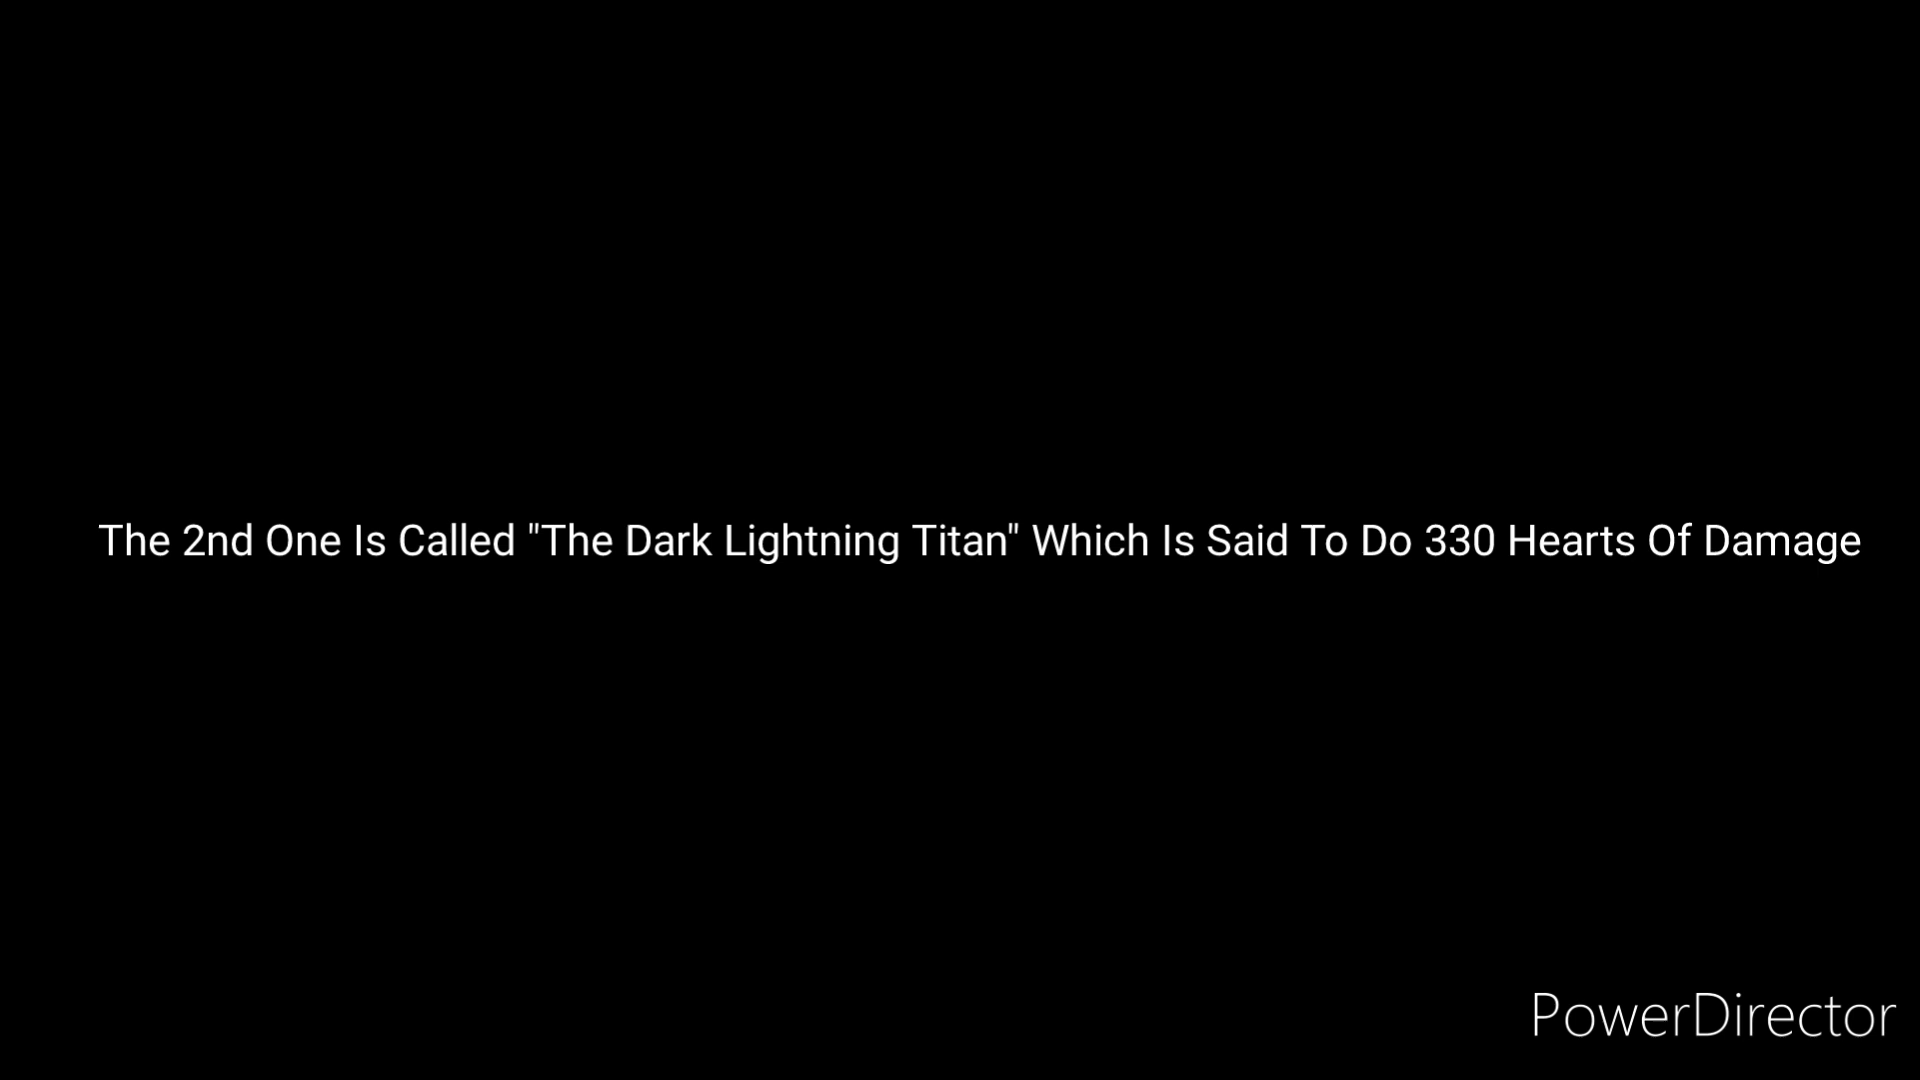 The 2nd One Is Called "The Dark Lightning Titan" Which Is Said To Do 330 Hearts Of Damage
PowerDirector